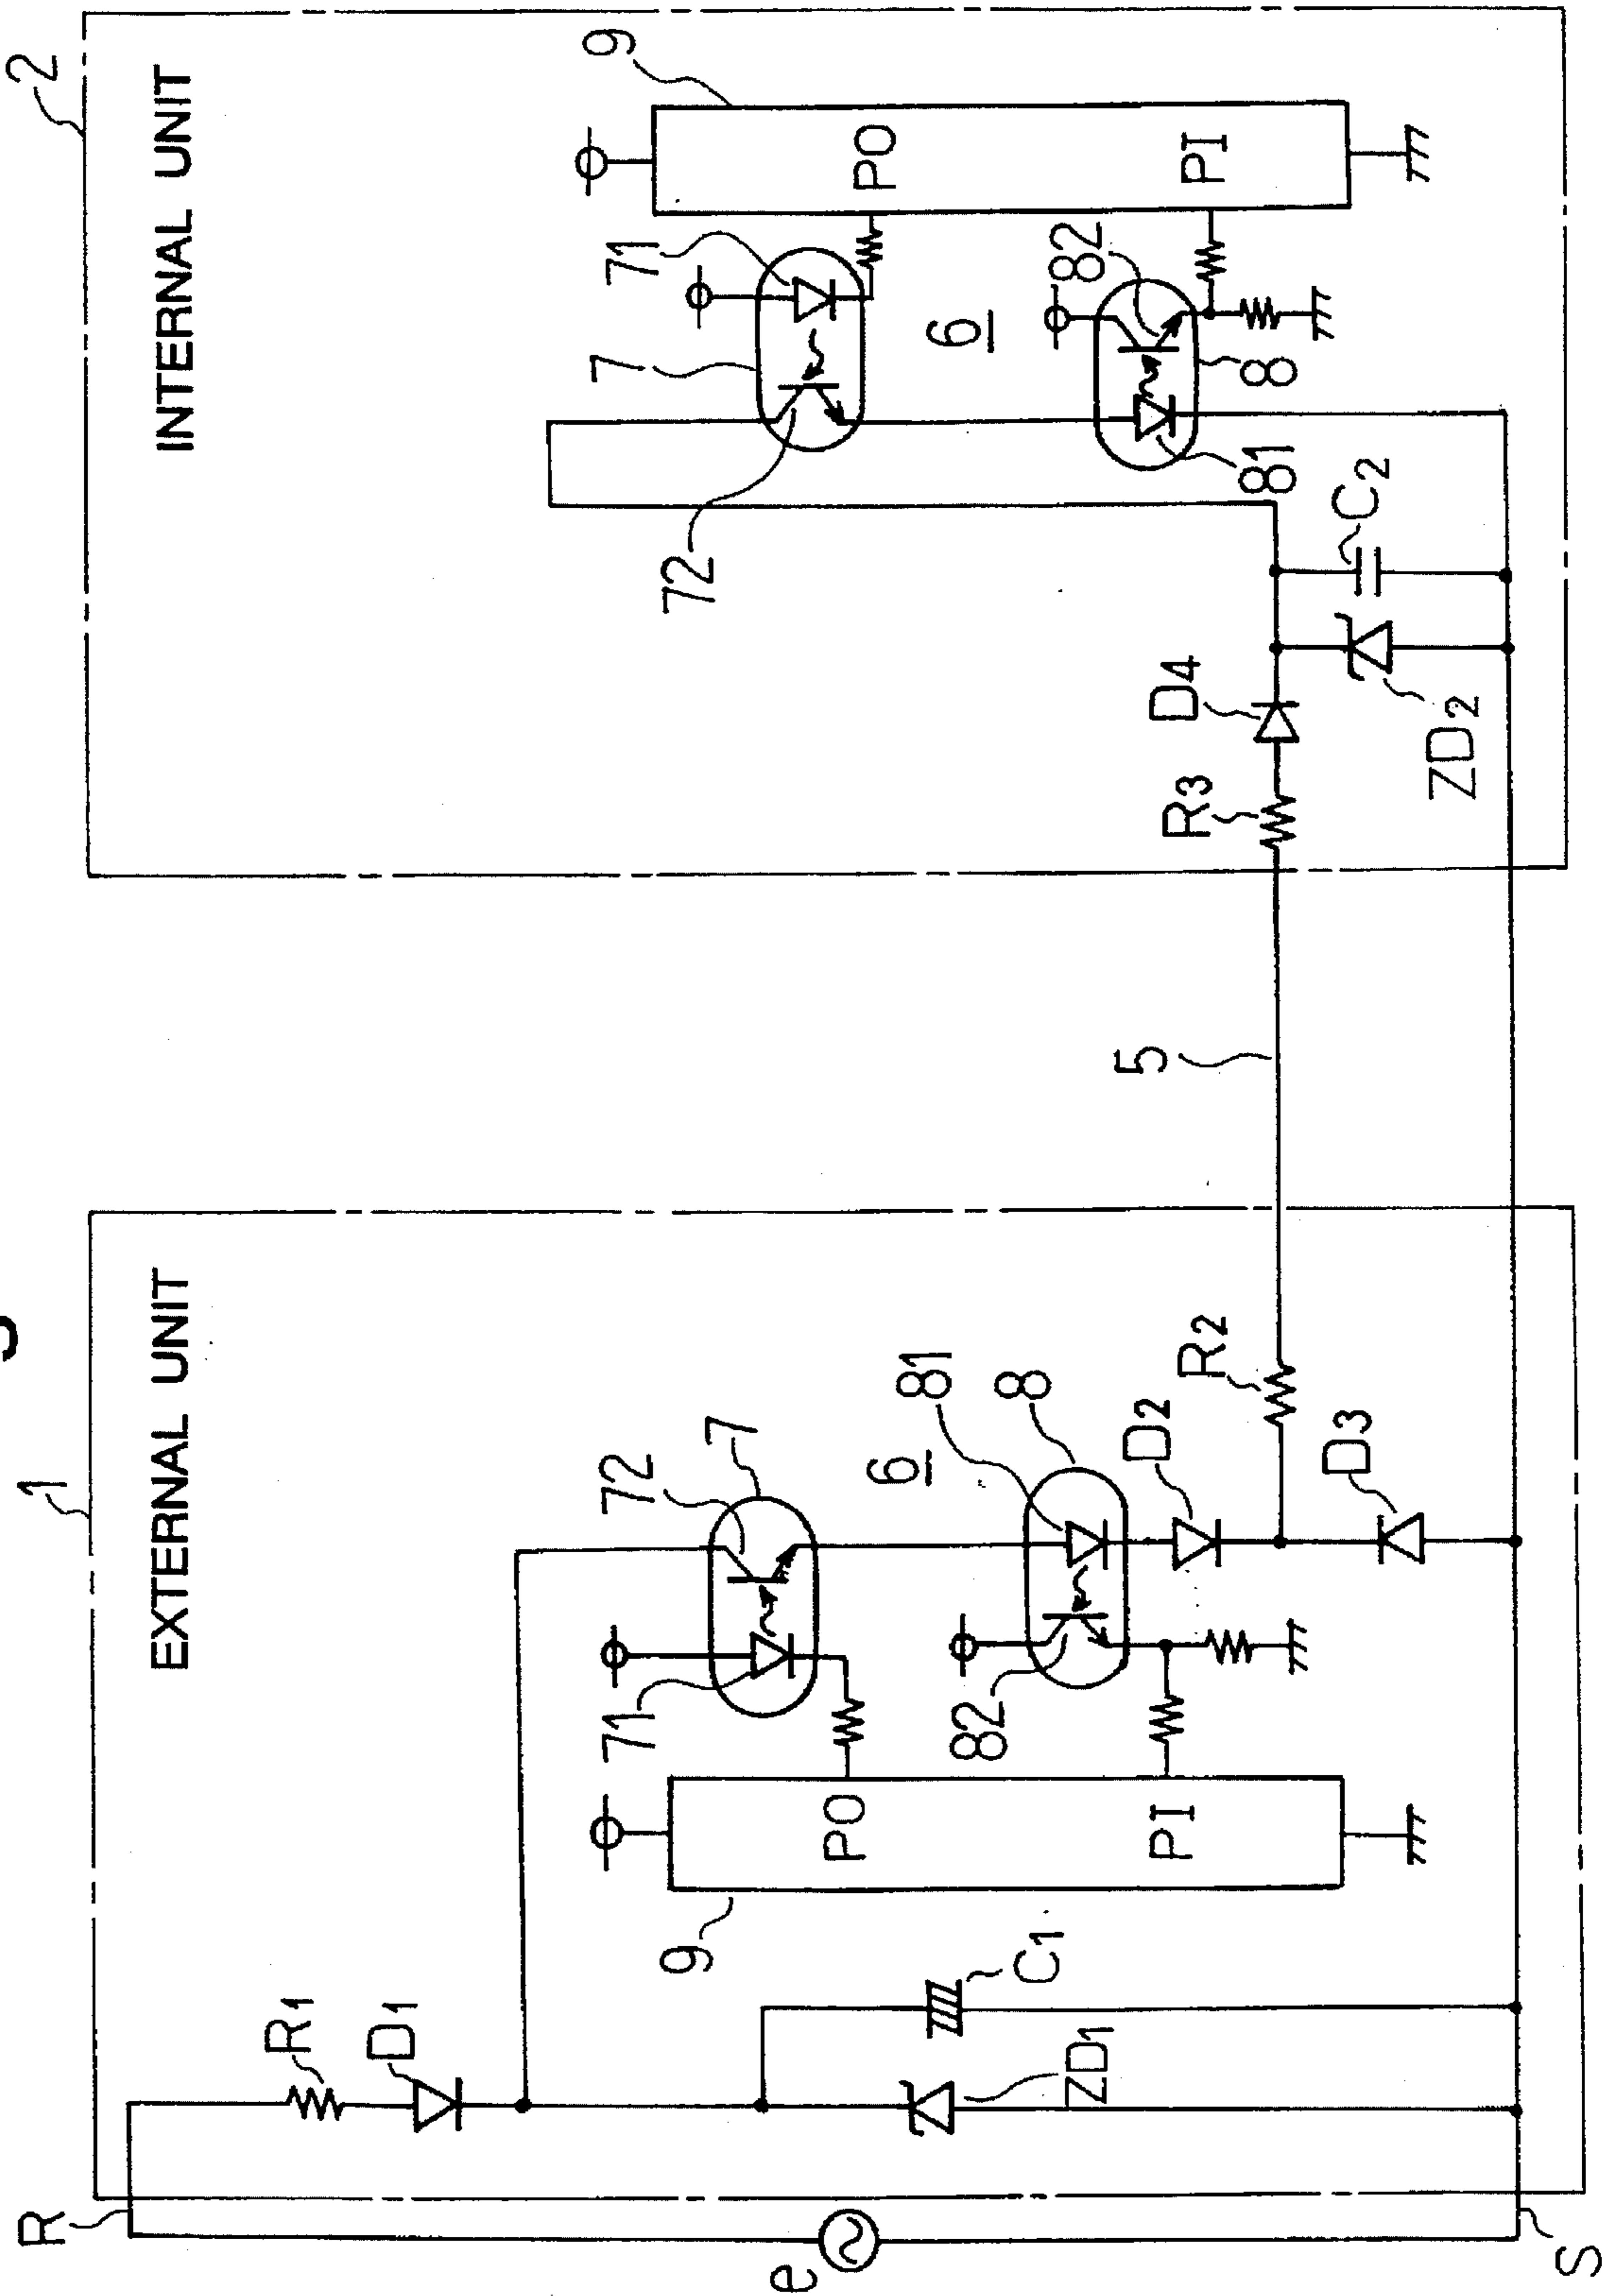 2
INTERNAL UNIT
9
PO
PI
71
7
72
6
82
8
81
C2
D4
R3
ZD2
5
1
EXTERNAL UNIT
R2
81
8
7
72
6
D2
D3
71
82
PO
PI
9
C1
R1
D1
ZD1
R
e
S